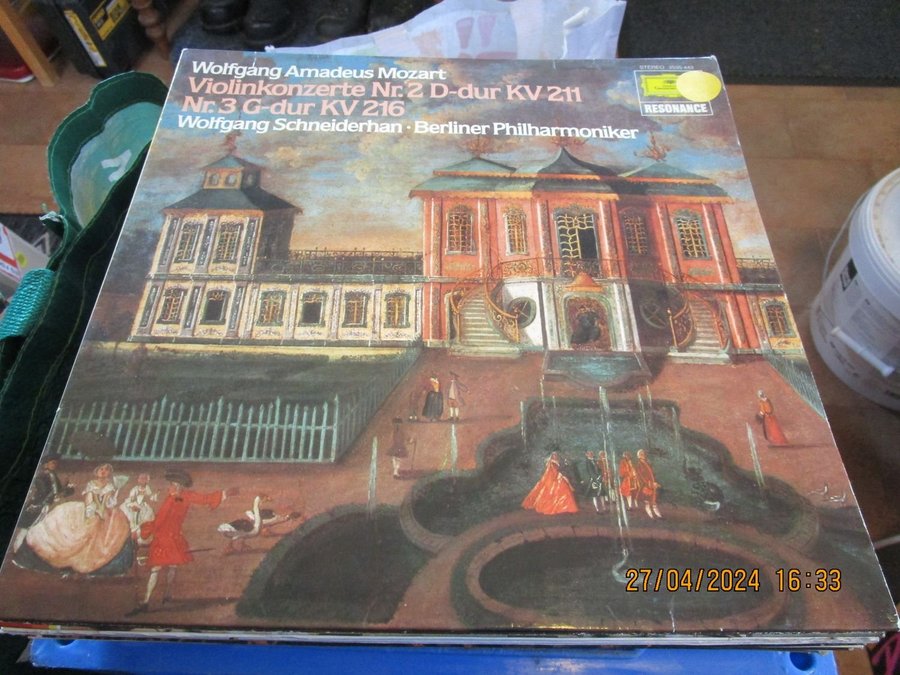 Wolfgang Amadeus Mozart
Violinkonzerte Nr. 2 D-dur KV 211
Nr. 3 G-dur KV 216
Wolfgang Schneiderhan · Berliner Philharmoniker
STEREO
RESONANCE
27/04/2024 16:33